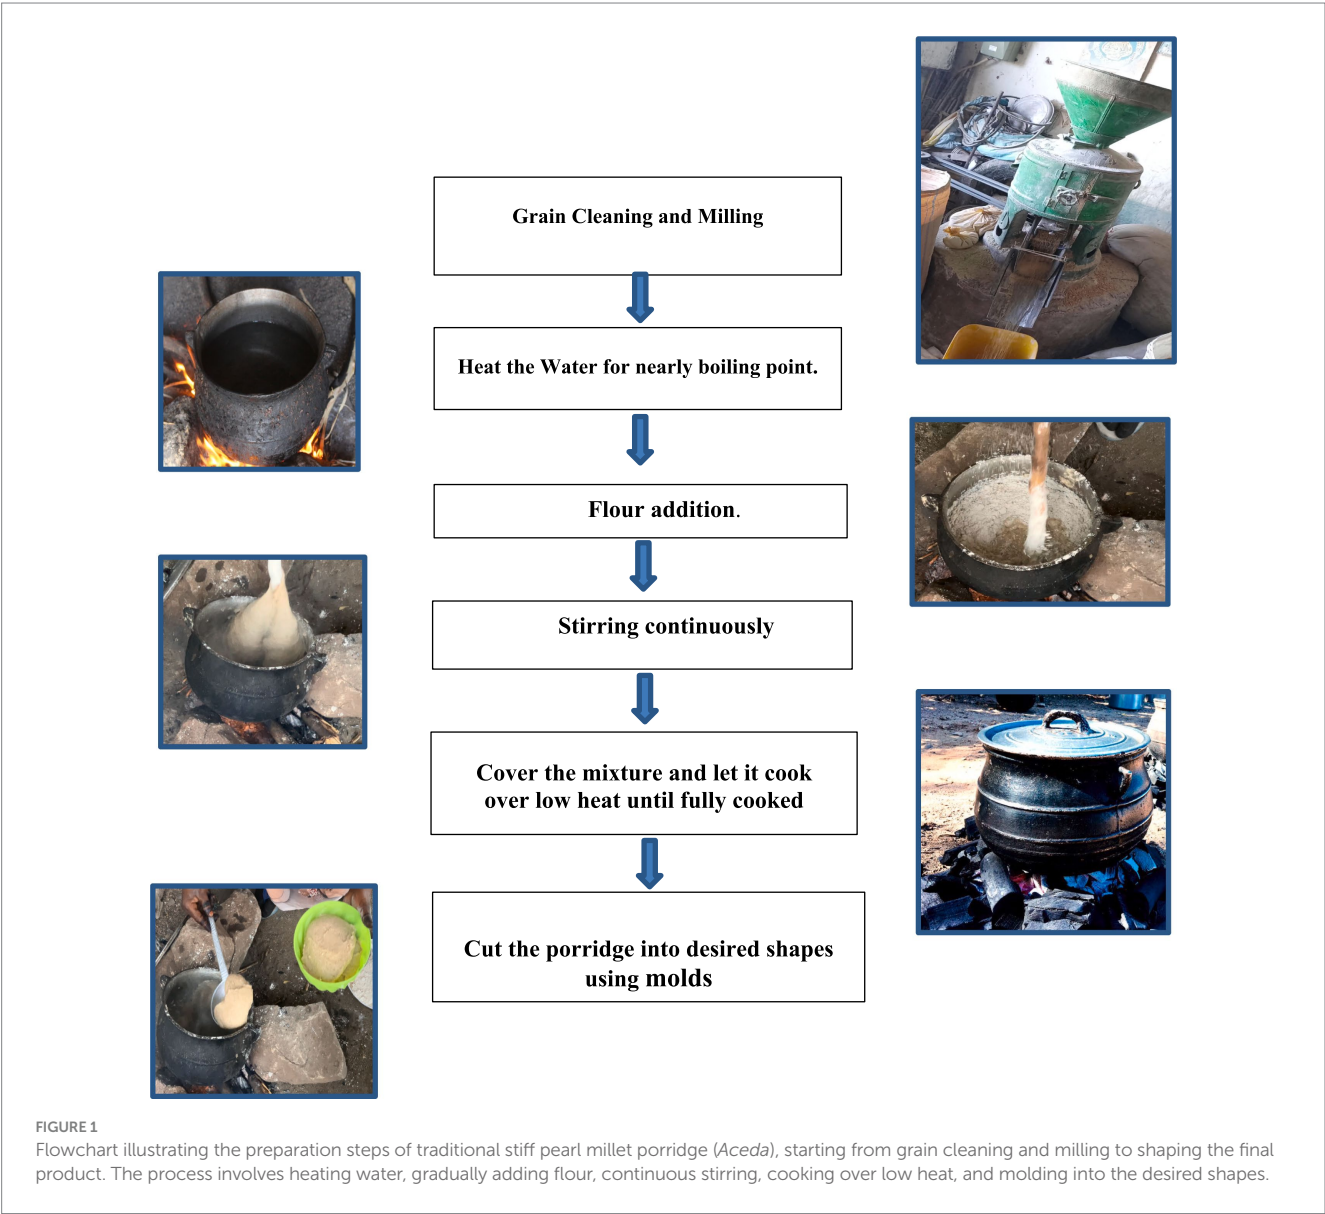 Grain Cleaning and Milling
Heat the Water for nearly boiling point.
Flour addition.
Stirring continuously
Cover the mixture and let it cook
over low heat until fully cooked
Cut the porridge into desired shapes
using molds
FIGURE 1
Flowchart illustrating the preparation steps of traditional stiff pearl millet porridge (Aceda), starting from grain cleaning and milling to shaping the final
product. The process involves heating water, gradually adding flour, continuous stirring, cooking over low heat, and molding into the desired shapes.